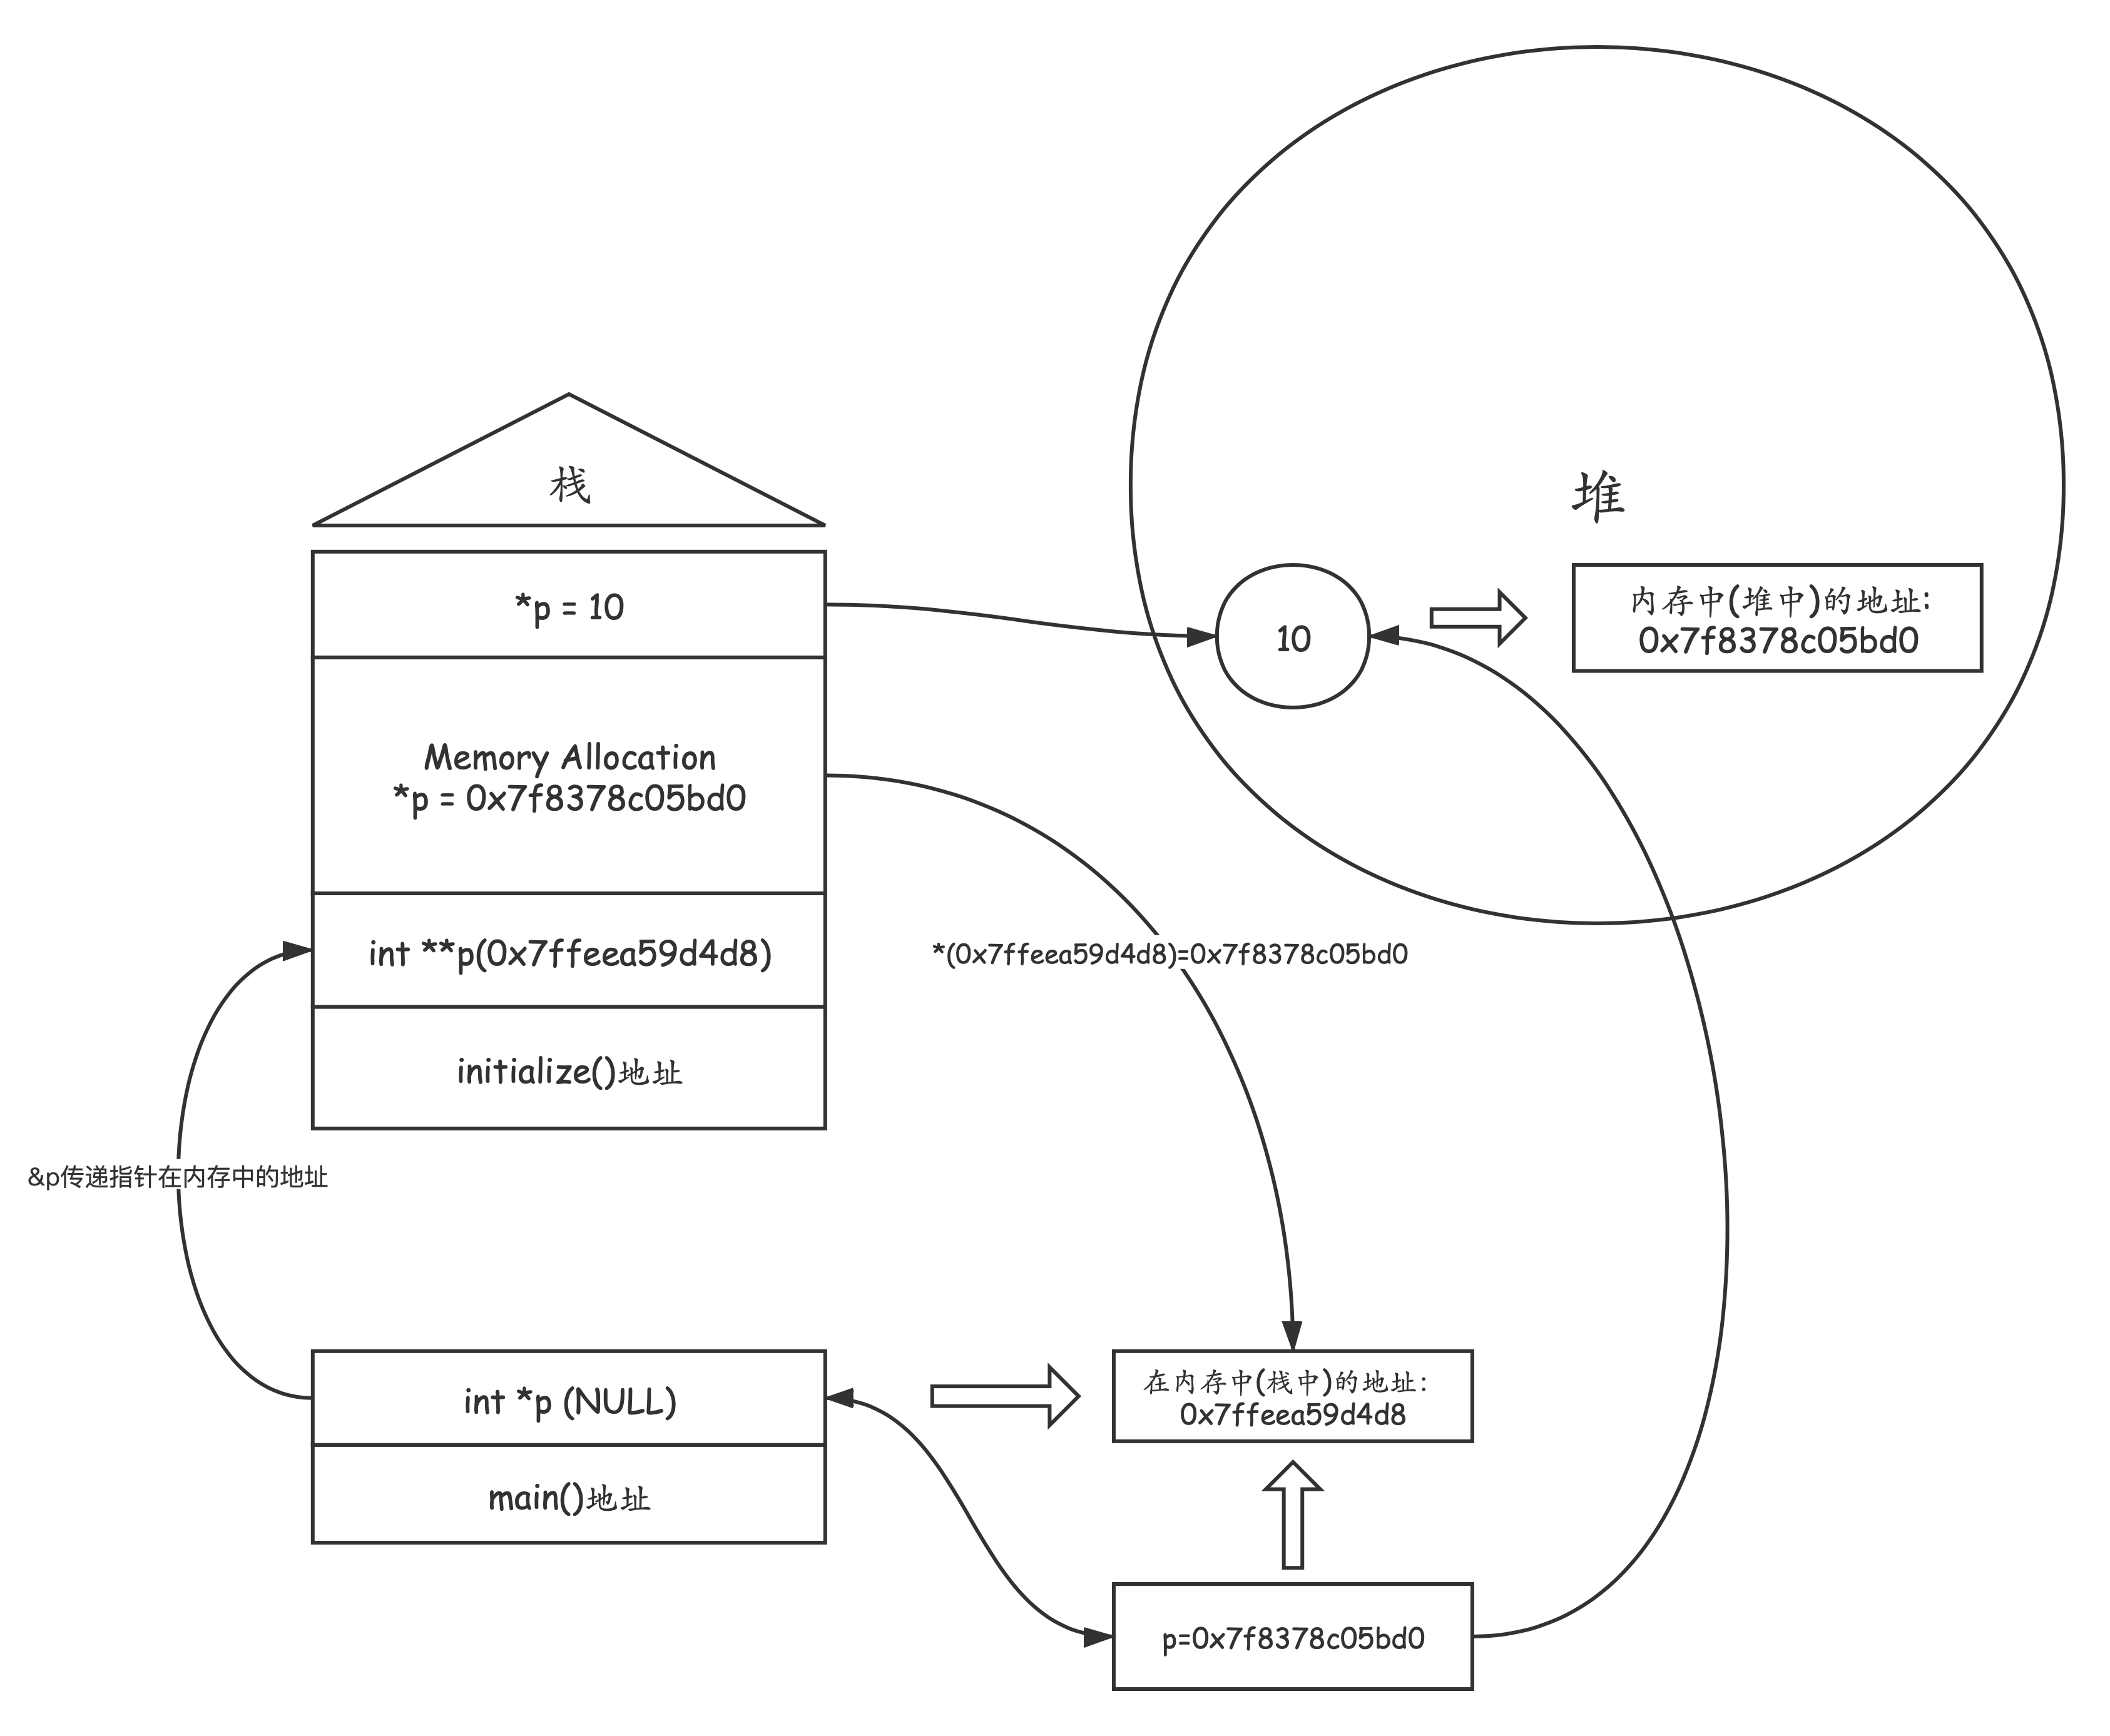 栈
堆
*p = 10
10
内存中(堆中)的地址:
0x7f8378c05bd0
Memory Allocation
*p = 0x7f8378c05bd0
int **p(0x7ffeea59d4d8)
*(0x7ffeea59d4d8)=0x7f8378c05bd0
initialize()地址
&p传递指针在内存中的地址
int *p (NULL)
在内存中(栈中)的地址:
0x7ffeea59d4d8
main()地址
p=0x7f8378c05bd0